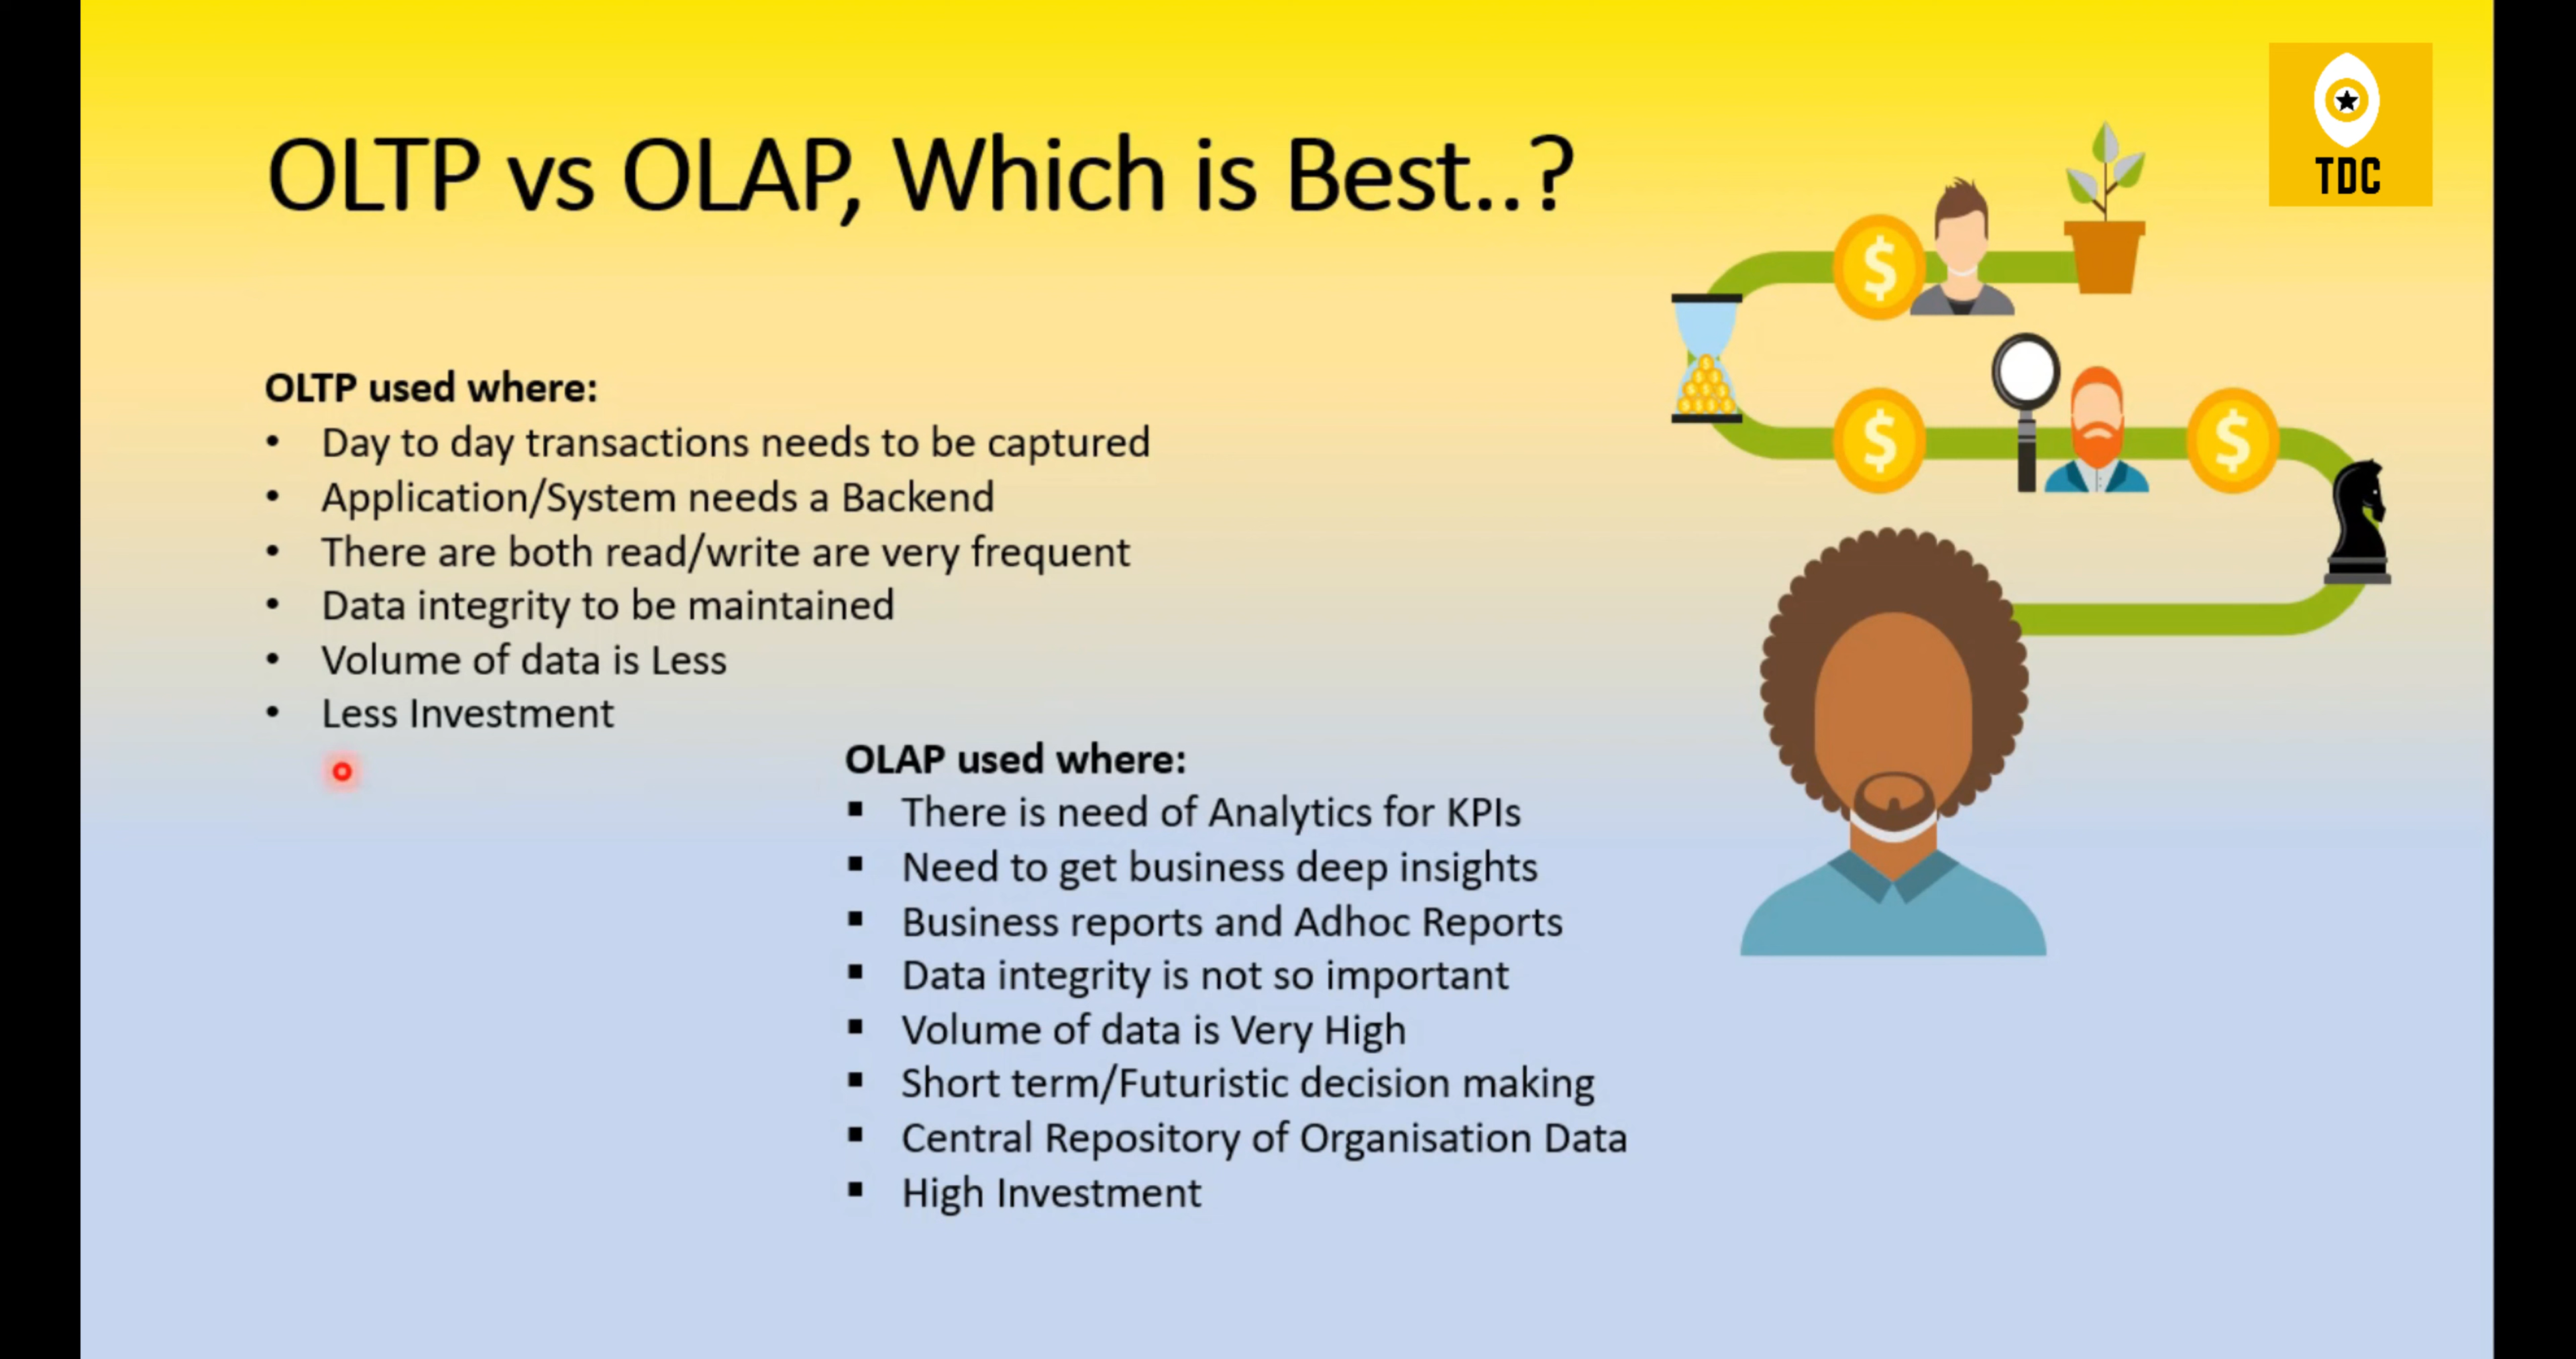 TDC
OLTP vs OLAP, Which is Best..?
OLTP used where:
• Day to day transactions needs to be captured
• Application/System needs a Backend
• There are both read/write are very frequent
• Data integrity to be maintained
• Volume of data is Less
• Less Investment
OLAP used where:
▪ There is need of Analytics for KPIs
▪ Need to get business deep insights
▪ Business reports and Adhoc Reports
▪ Data integrity is not so important
▪ Volume of data is Very High
▪ Short term/Futuristic decision making
▪ Central Repository of Organisation Data
▪ High Investment